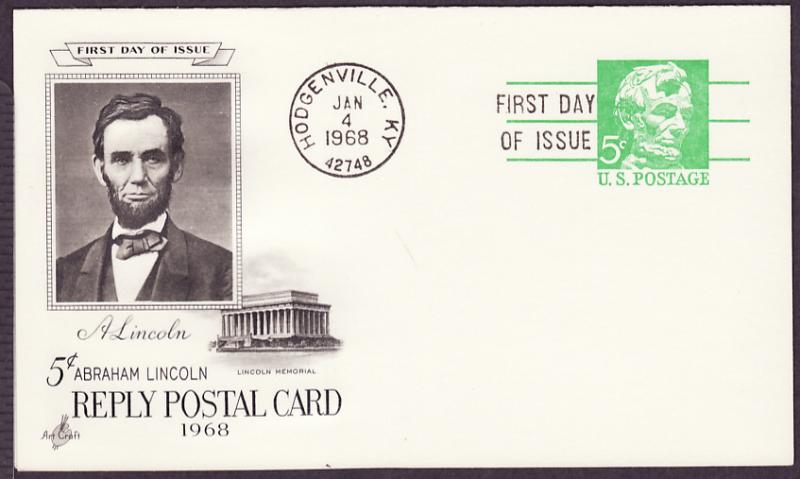 FIRST DAY OF ISSUE
HODGENVILLE, KY
JAN
4
1968
42748
FIRST DAY
OF ISSUE
5¢
U.S. POSTAGE
A Lincoln
LINCOLN MEMORIAL
5¢ ABRAHAM LINCOLN
REPLY POSTAL CARD
1968
Art Craft